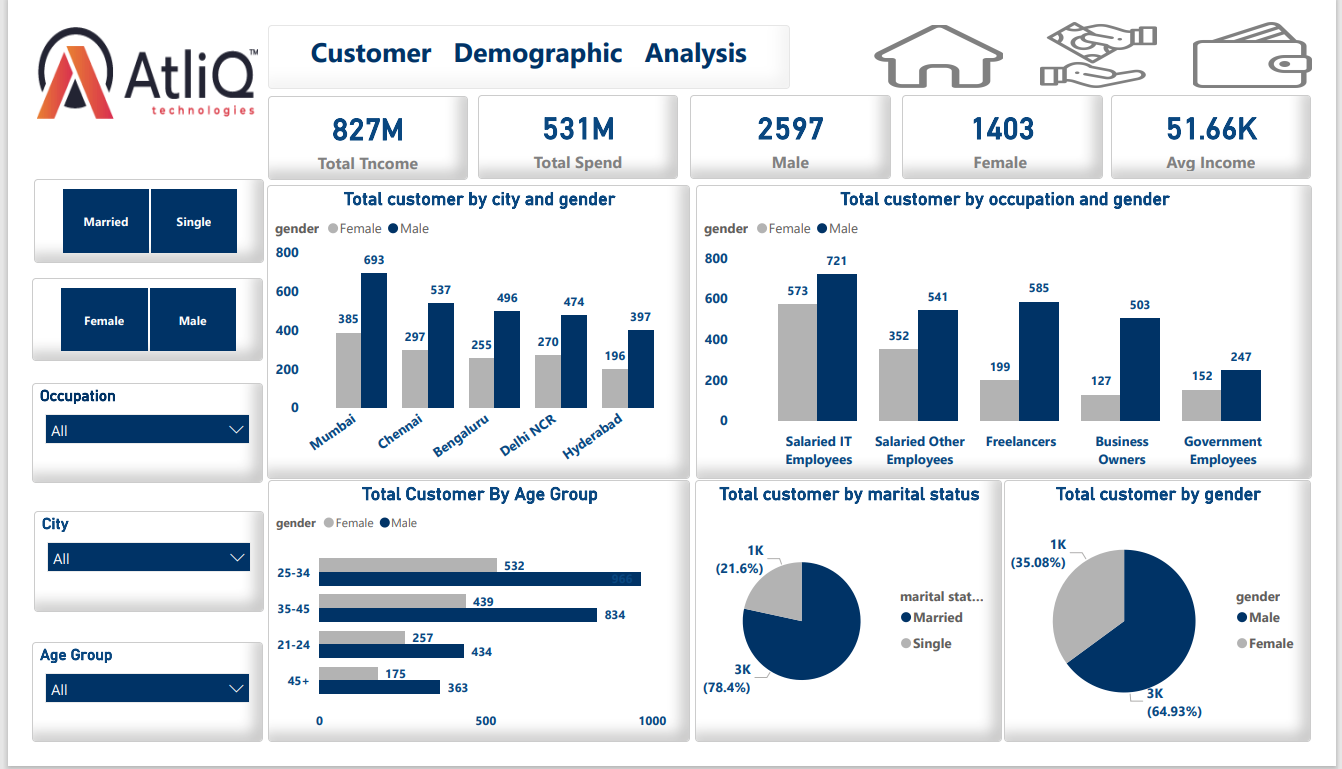 AtliQ™
technologies
Customer Demographic Analysis
827M
Total Tncome
531M
Total Spend
2597
Male
1403
Female
51.66K
Avg Income
Married
Single
Female
Male
Occupation
All
City
All
Age Group
All
Total customer by city and gender
gender Female Male
800
600
400
200
0
385
693
297
537
255
496
270
474
196
397
Mumbai
Chennai
Bengaluru
Delhi NCR
Hyderabad
Total customer by occupation and gender
gender Female Male
800
600
400
200
0
573
721
352
541
199
585
127
503
152
247
Salaried IT
Employees
Salaried Other
Employees
Freelancers
Business
Owners
Government
Employees
Total Customer By Age Group
gender Female Male
25-34
532
966
35-45
439
834
21-24
257
434
45+
175
363
0
500
1000
Total customer by marital status
1K
(21.6%)
3K
(78.4%)
marital stat...
Married
Single
Total customer by gender
1K
(35.08%)
3K
(64.93%)
gender
Male
Female